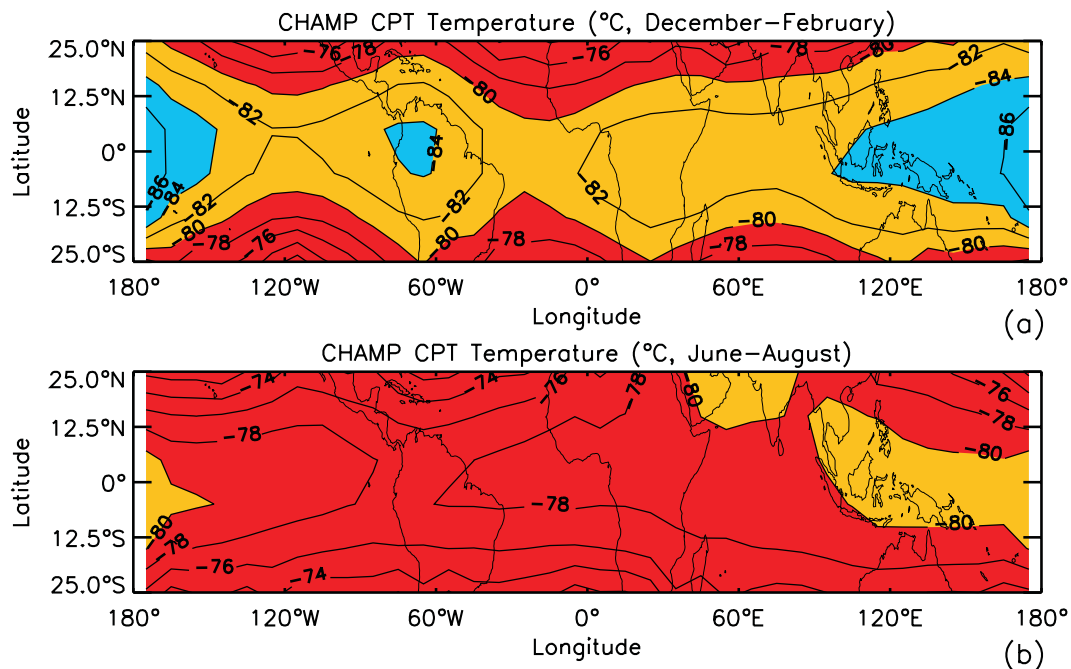 CHAMP CPT Temperature (°C, December−February)
25.0°N
12.5°N
0°
12.5°S
25.0°S
Latitude
−76
−78
−76
−78
−80
−82
−84
−80
−82
−86
−84
−86
−84
−82
−80
−78
−76
−82
−80
−78
−82
−80
−78
−80
180°
120°W
60°W
0°
60°E
120°E
180°
Longitude
(a)
CHAMP CPT Temperature (°C, June−August)
25.0°N
12.5°N
0°
12.5°S
25.0°S
Latitude
−74
−74
−76
−78
−80
−76
−78
−78
−80
−78
−80
−80
−78
−76
−74
180°
120°W
60°W
0°
60°E
120°E
180°
Longitude
(b)